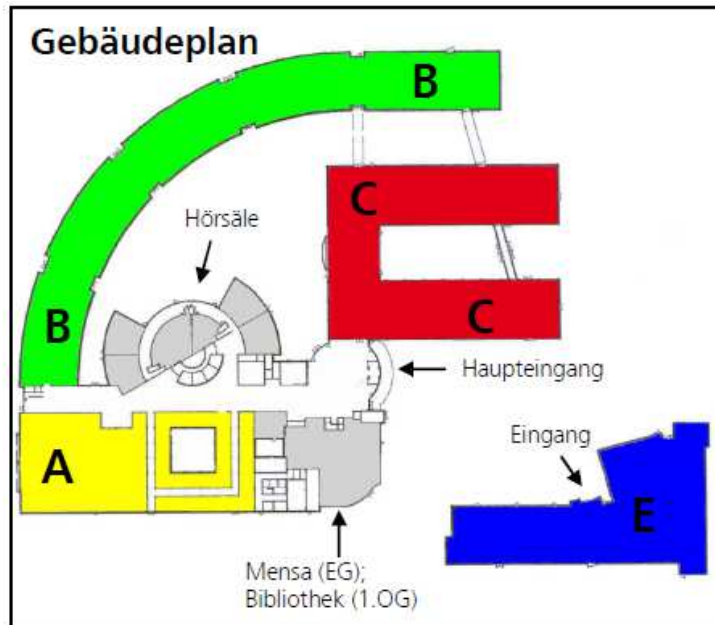 Gebäudeplan
B
C
Hörsäle
B
C
Haupteingang
A
Eingang
E
Mensa (EG);
Bibliothek (1.OG)